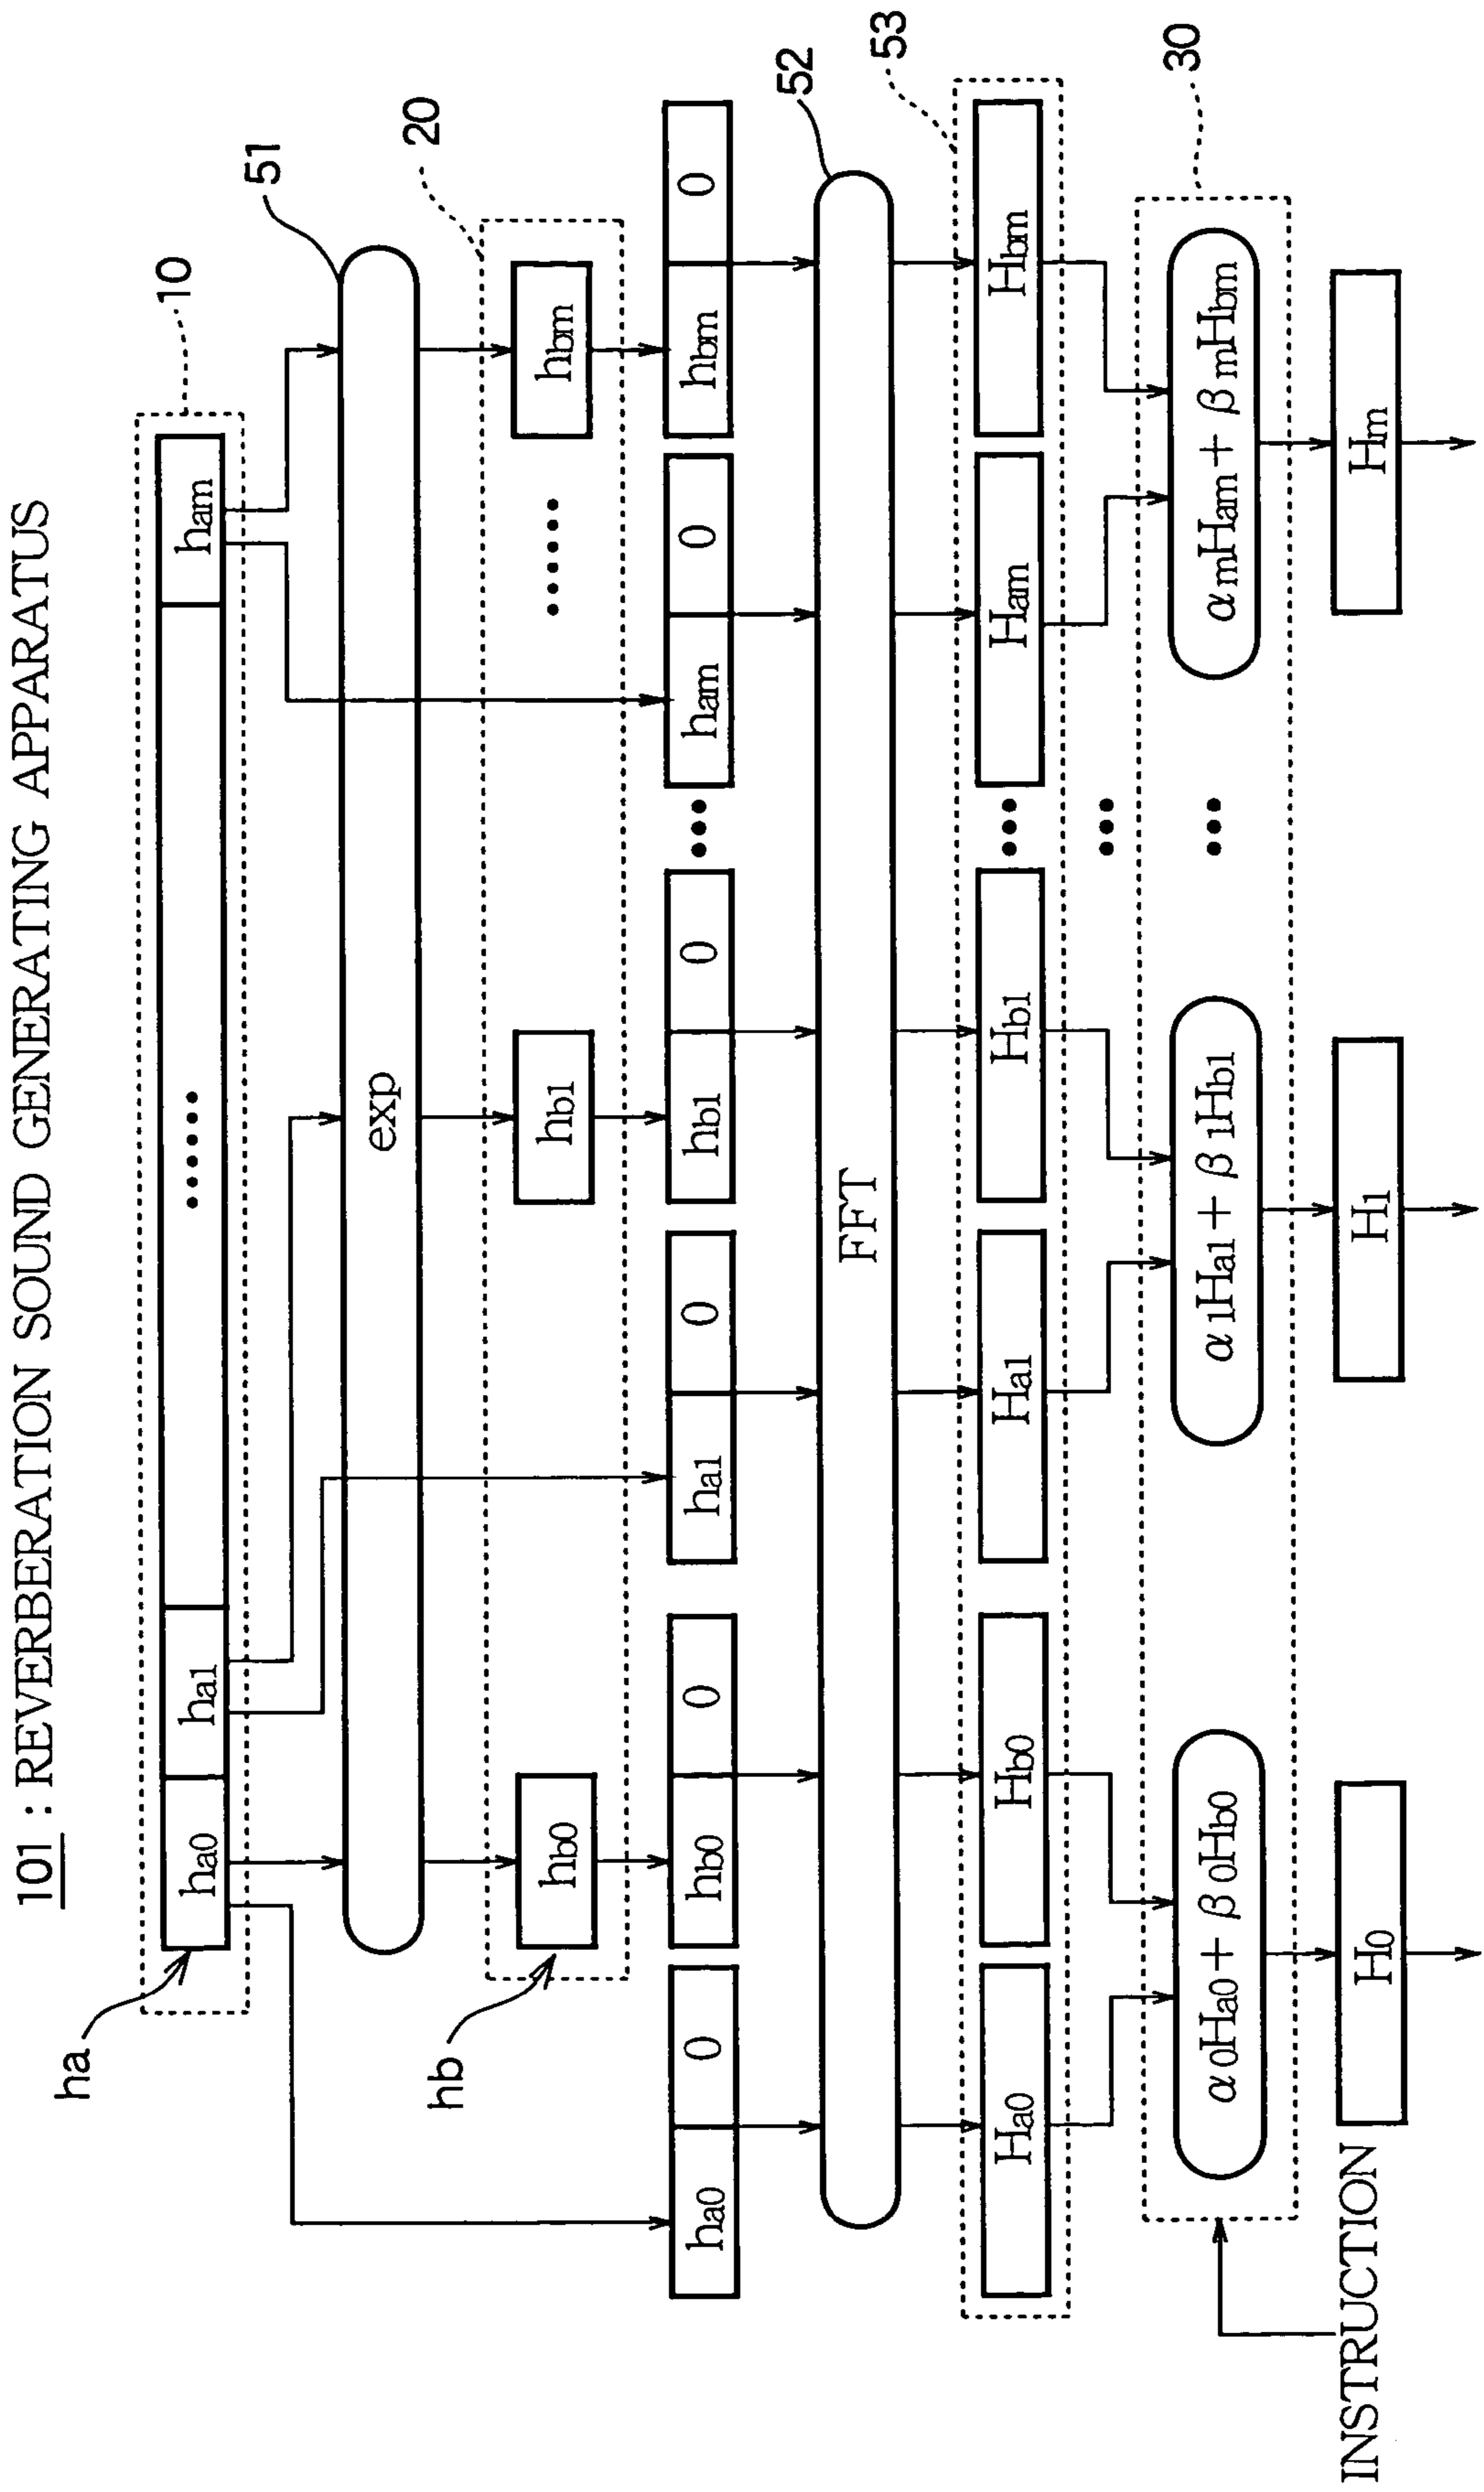 101 : REVERBERATION SOUND GENERATING APPARATUS
ha
10
ha0 ha1 ...... ham
51
exp
20
hb
hb0 hb1 ...... hbm
ha0 0 hb0 0 ha1 0 hb1 0 ... ham 0 hbm 0
52
FFT
53
Ha0 Hb0 Ha1 Hb1 ... Ham Hbm
...
30
α0Ha0 + β0Hb0 α1Ha1 + β1Hb1 ... αmHam + βmHbm
INSTRUCTION
H0 H1 Hm